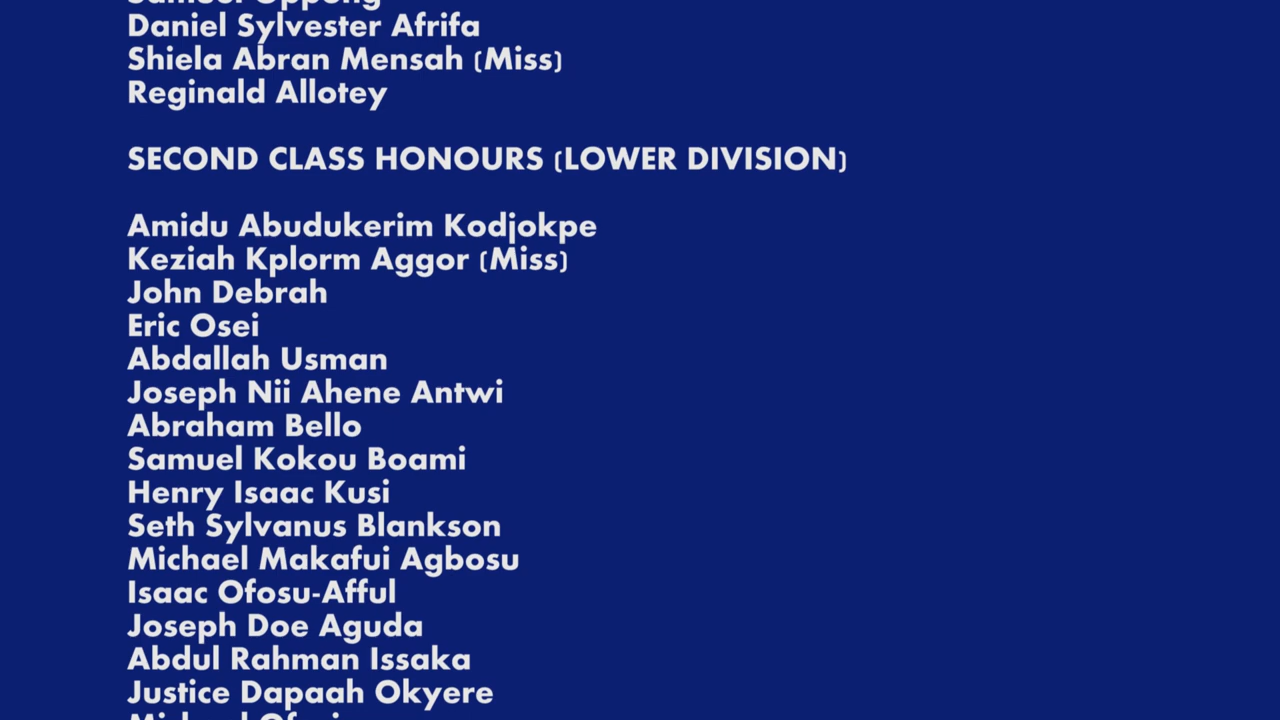 Samuel Oppong
Daniel Sylvester Afrifa
Shiela Abran Mensah (Miss)
Reginald Allotey
SECOND CLASS HONOURS (LOWER DIVISION)
Amidu Abudukerim Kodjokpe
Keziah Kplorm Aggor (Miss)
John Debrah
Eric Osei
Abdallah Usman
Joseph Nii Ahene Antwi
Abraham Bello
Samuel Kokou Boami
Henry Isaac Kusi
Seth Sylvanus Blankson
Michael Makafui Agbosu
Isaac Ofosu-Afful
Joseph Doe Aguda
Abdul Rahman Issaka
Justice Dapaah Okyere